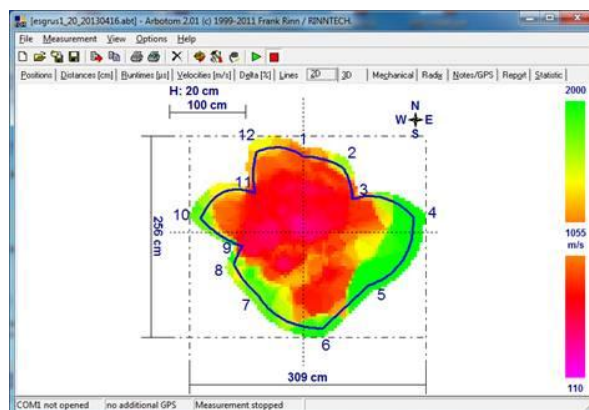 [esgrus1_20_20130416.abt] - Arbotom 2.01 (c) 1999-2011 Frank Rinn / RINNTECH.
File Measurement View Options Help
Positions Distances [cm] Runtimes [µs] Velocities [m/s] Delta [%] Lines 2D 3D Mechanical Radix Notes/GPS Report Statistic
H: 20 cm
100 cm
N
W E
S
2000
12 1
2
11 3
10 4
9
8
5
7
6
256 cm
309 cm
1055
m/s
110
COM1 not opened no additional GPS Measurement stopped